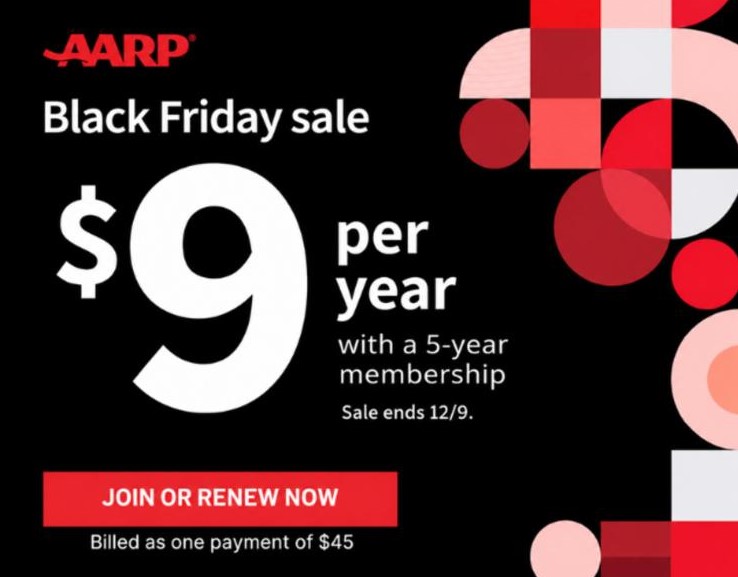 AARP®
Black Friday sale
$9
per
year
with a 5-year
membership
Sale ends 12/9.
JOIN OR RENEW NOW
Billed as one payment of $45